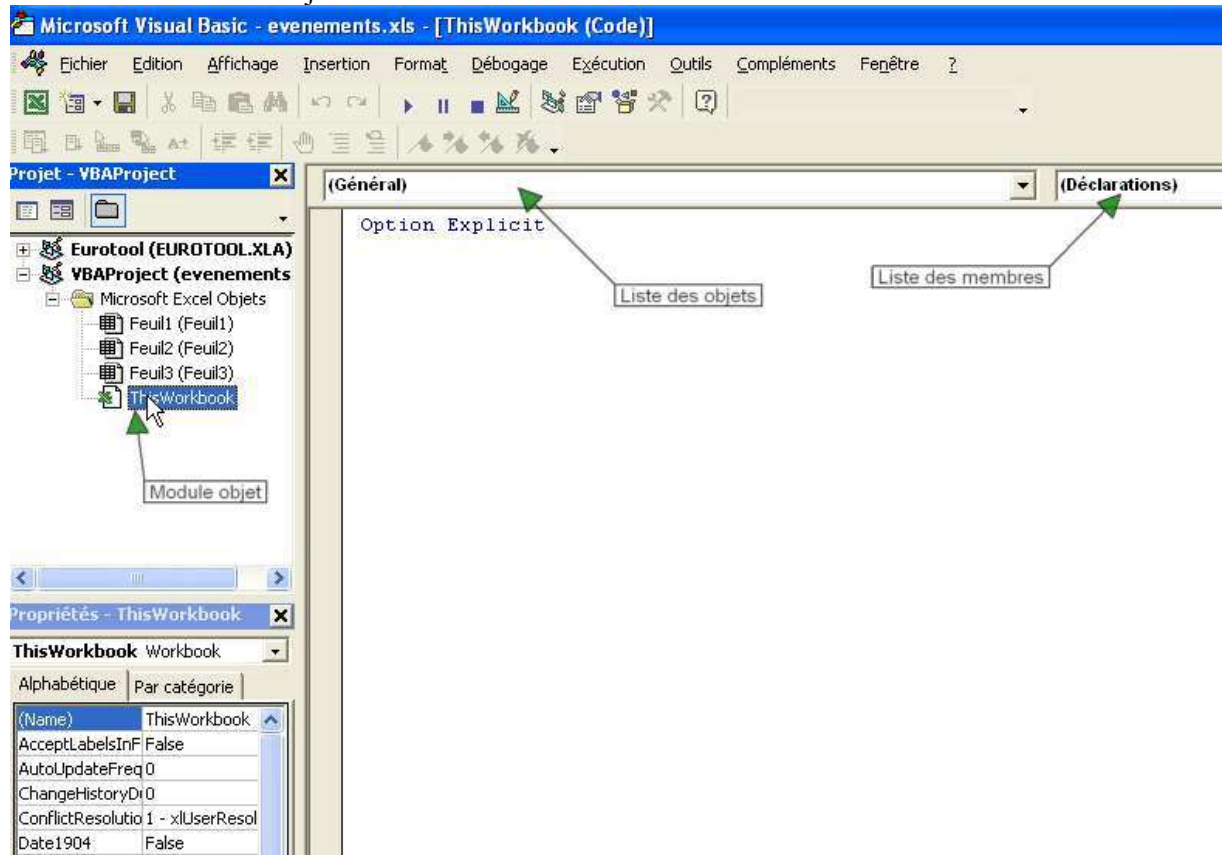 Microsoft Visual Basic - evenements.xls - [ThisWorkbook (Code)]
Fichier Edition Affichage Insertion Format Débogage Exécution Outils Compléments Fenêtre ?
Projet - VBAProject
(Général) (Déclarations)
Option Explicit
Eurotool (EUROTOOL.XLA)
VBAProject (evenements
Microsoft Excel Objets
Feuil1 (Feuil1)
Feuil2 (Feuil2)
Feuil3 (Feuil3)
ThisWorkbook
Liste des objets
Liste des membres
Module objet
Propriétés - ThisWorkbook
ThisWorkbook Workbook
Alphabétique Par catégorie
(Name) ThisWorkbook
AcceptLabelsInF False
AutoUpdateFreq 0
ChangeHistoryD 0
ConflictResolutio 1 - xlUserResol
Date1904 False